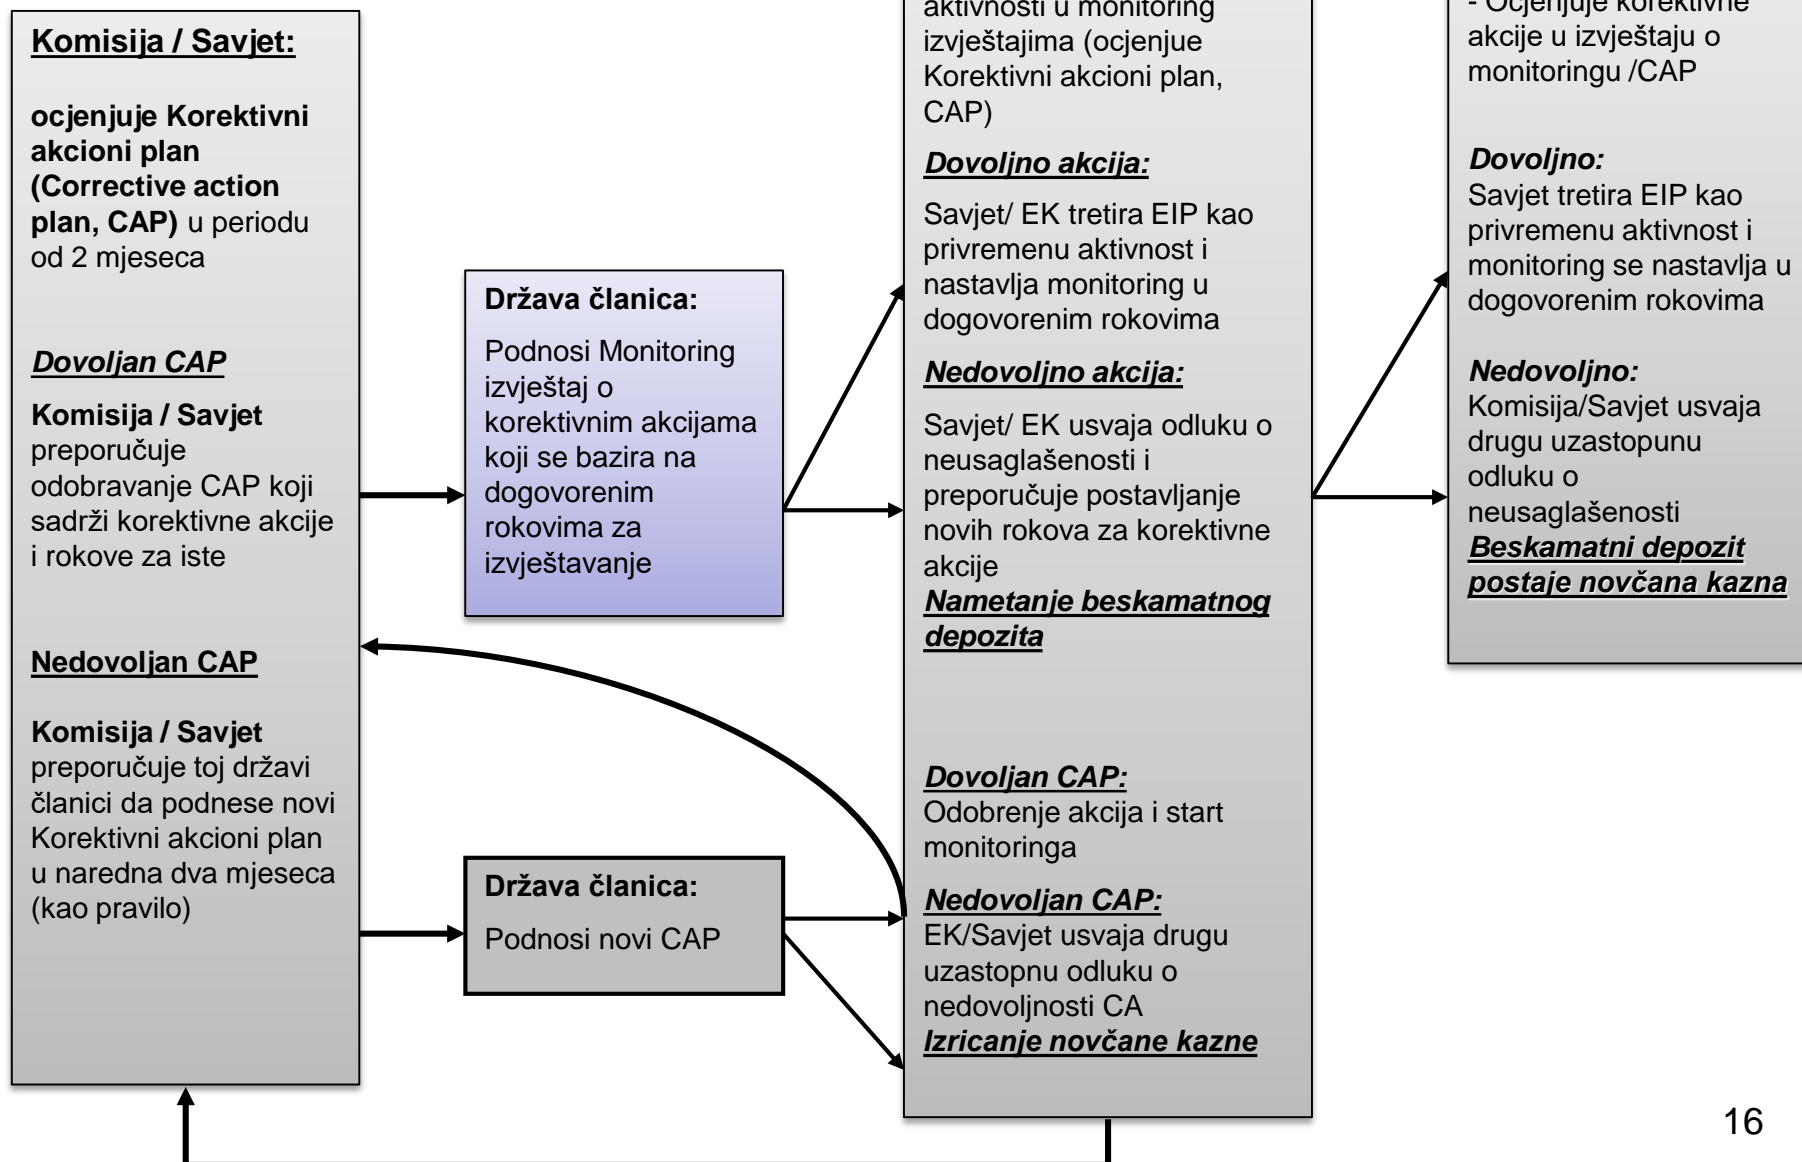 Komisija / Savjet:
ocjenjuje Korektivni
akcioni plan
(Corrective action
plan, CAP) u periodu
od 2 mjeseca
Dovoljan CAP
Komisija / Savjet
preporučuje
odobravanje CAP koji
sadrži korektivne akcije
i rokove za iste
Nedovoljan CAP
Komisija / Savjet
preporučuje toj državi
članici da podnese novi
Korektivni akcioni plan
u naredna dva mjeseca
(kao pravilo)
Država članica:
Podnosi Monitoring
izvještaj o
korektivnim akcijama
koji se bazira na
dogovorenim
rokovima za
izvještavanje
Država članica:
Podnosi novi CAP
aktivnosti u monitoring
izvještajima (ocjenjue
Korektivni akcioni plan,
CAP)
Dovoljno akcija:
Savjet/ EK tretira EIP kao
privremenu aktivnost i
nastavlja monitoring u
dogovorenim rokovima
Nedovoljno akcija:
Savjet/ EK usvaja odluku o
neusaglašenosti i
preporučuje postavljanje
novih rokova za korektivne
akcije
Nametanje beskamatnog
depozita
Dovoljan CAP:
Odobrenje akcija i start
monitoringa
Nedovoljan CAP:
EK/Savjet usvaja drugu
uzastopnu odluku o
nedovoljnosti CA
Izricanje novčane kazne
- Ocjenjuje korektivne
akcije u izvještaju o
monitoringu /CAP
Dovoljno:
Savjet tretira EIP kao
privremenu aktivnost i
monitoring se nastavlja u
dogovorenim rokovima
Nedovoljno:
Komisija/Savjet usvaja
drugu uzastopunu
odluku o
neusaglašenosti
Beskamatni depozit
postaje novčana kazna
16